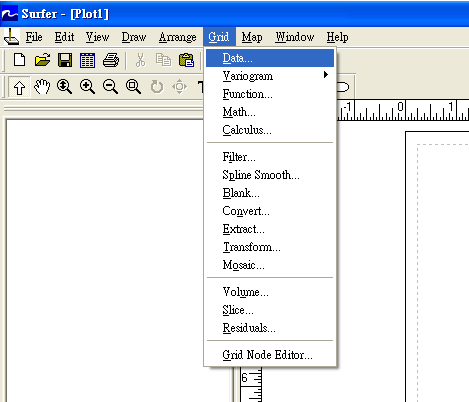 Surfer - [Plot1]
File Edit View Draw Arrange Grid Map Window Help
Data...
Variogram
Function...
Math...
Calculus...
Filter...
Spline Smooth...
Blank...
Convert...
Extract...
Transform...
Mosaic...
Volume...
Slice...
Residuals...
Grid Node Editor...
-1 0 1
6